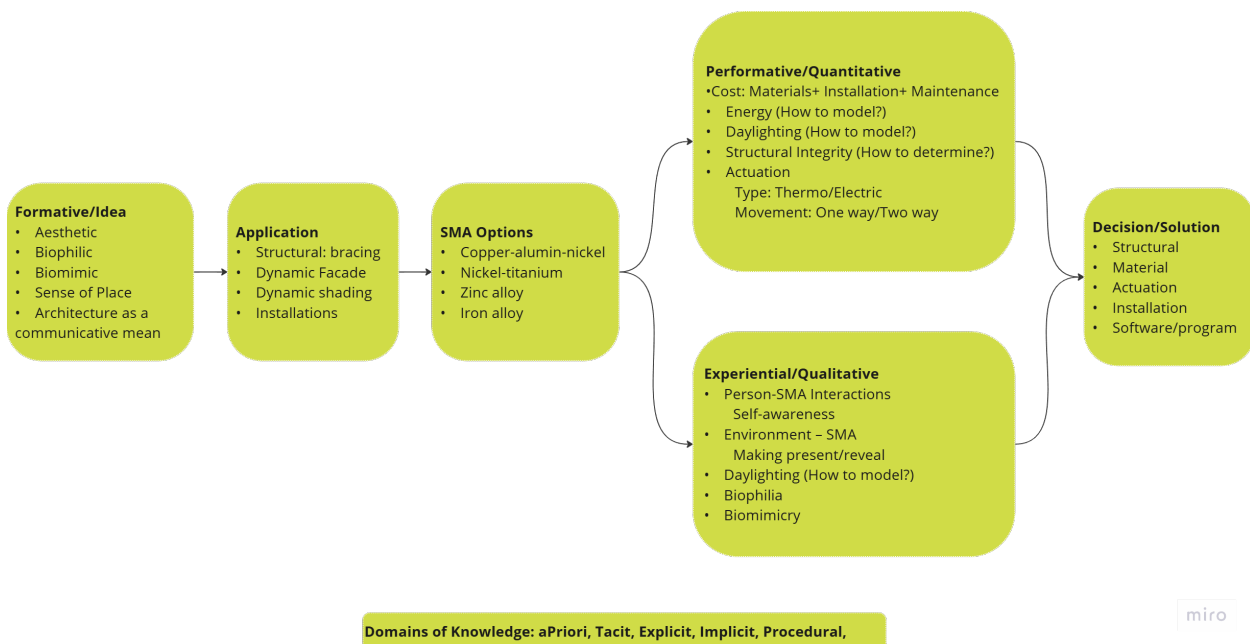 Formative/Idea
• Aesthetic
• Biophilic
• Biomimic
• Sense of Place
• Architecture as a
communicative mean
Application
• Structural: bracing
• Dynamic Facade
• Dynamic shading
• Installations
SMA Options
• Copper-alumin-nickel
• Nickel-titanium
• Zinc alloy
• Iron alloy
Performative/Quantitative
•Cost: Materials+ Installation+ Maintenance
• Energy (How to model?)
• Daylighting (How to model?)
• Structural Integrity (How to determine?)
• Actuation
Type: Thermo/Electric
Movement: One way/Two way
Experiential/Qualitative
• Person-SMA Interactions
Self-awareness
• Environment – SMA
Making present/reveal
• Daylighting (How to model?)
• Biophilia
• Biomimicry
Decision/Solution
• Structural
• Material
• Actuation
• Installation
• Software/program
Domains of Knowledge: aPriori, Tacit, Explicit, Implicit, Procedural,
miro